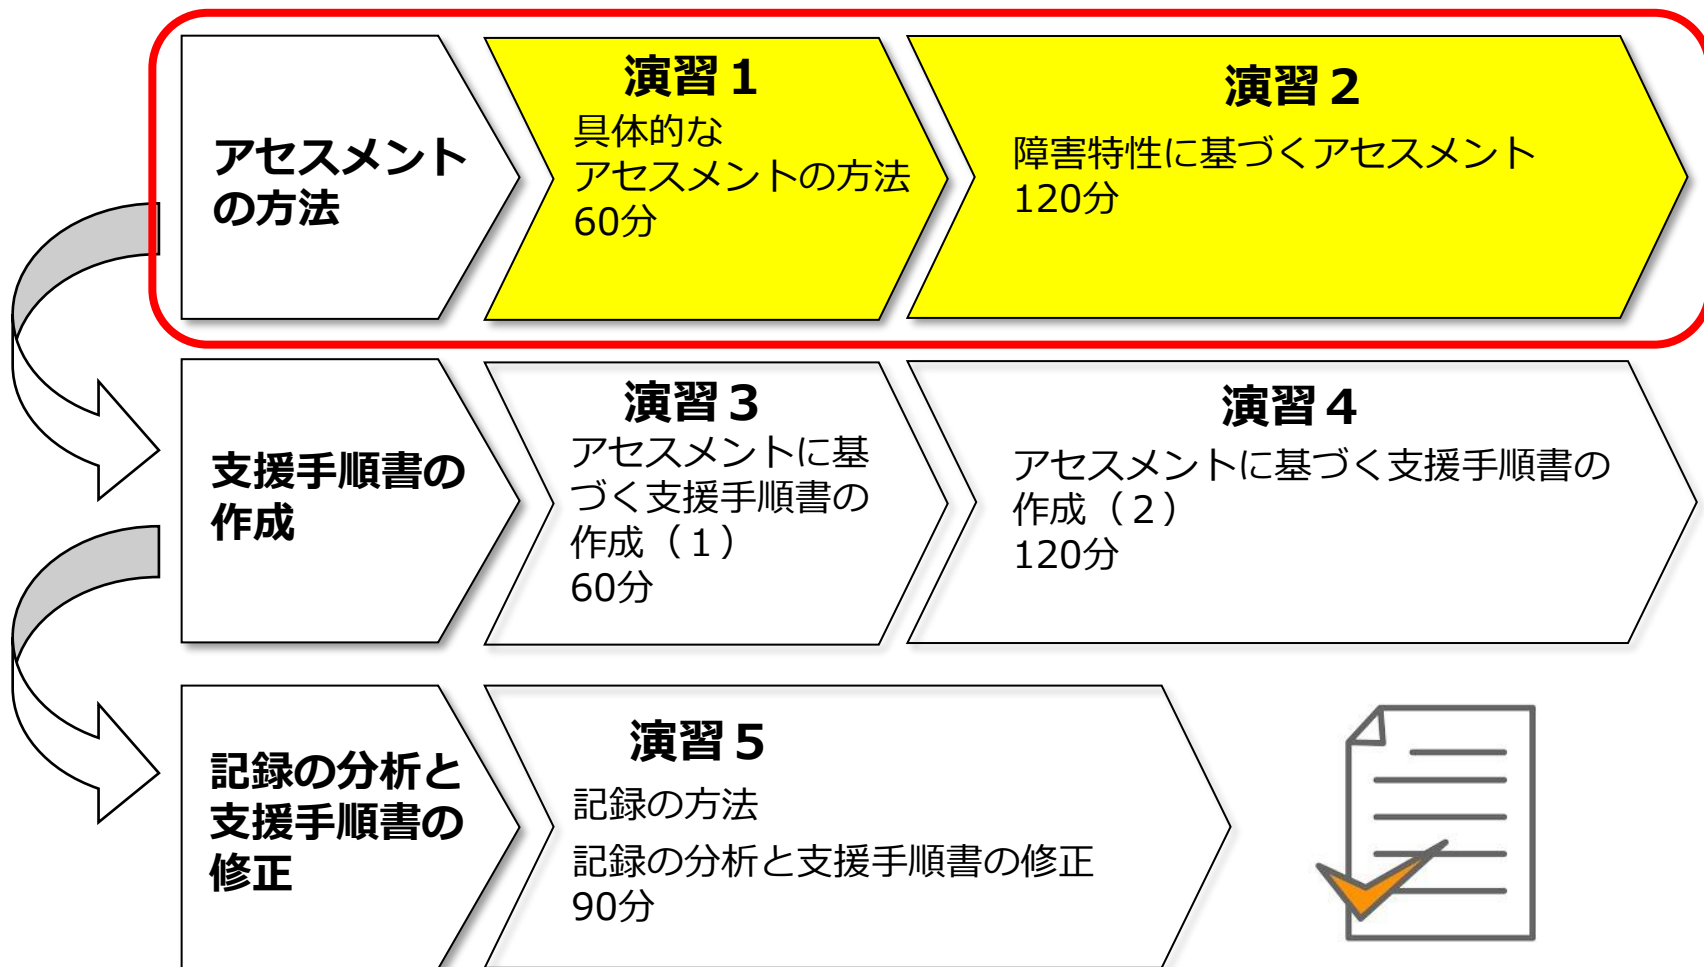 アセスメント
の方法
演習１
具体的な
アセスメントの方法
60分
演習２
障害特性に基づくアセスメント
120分
支援手順書の
作成
演習３
アセスメントに基
づく支援手順書の
作成（１）
60分
演習４
アセスメントに基づく支援手順書の
作成（２）
120分
記録の分析と
支援手順書の
修正
演習５
記録の方法
記録の分析と支援手順書の修正
90分